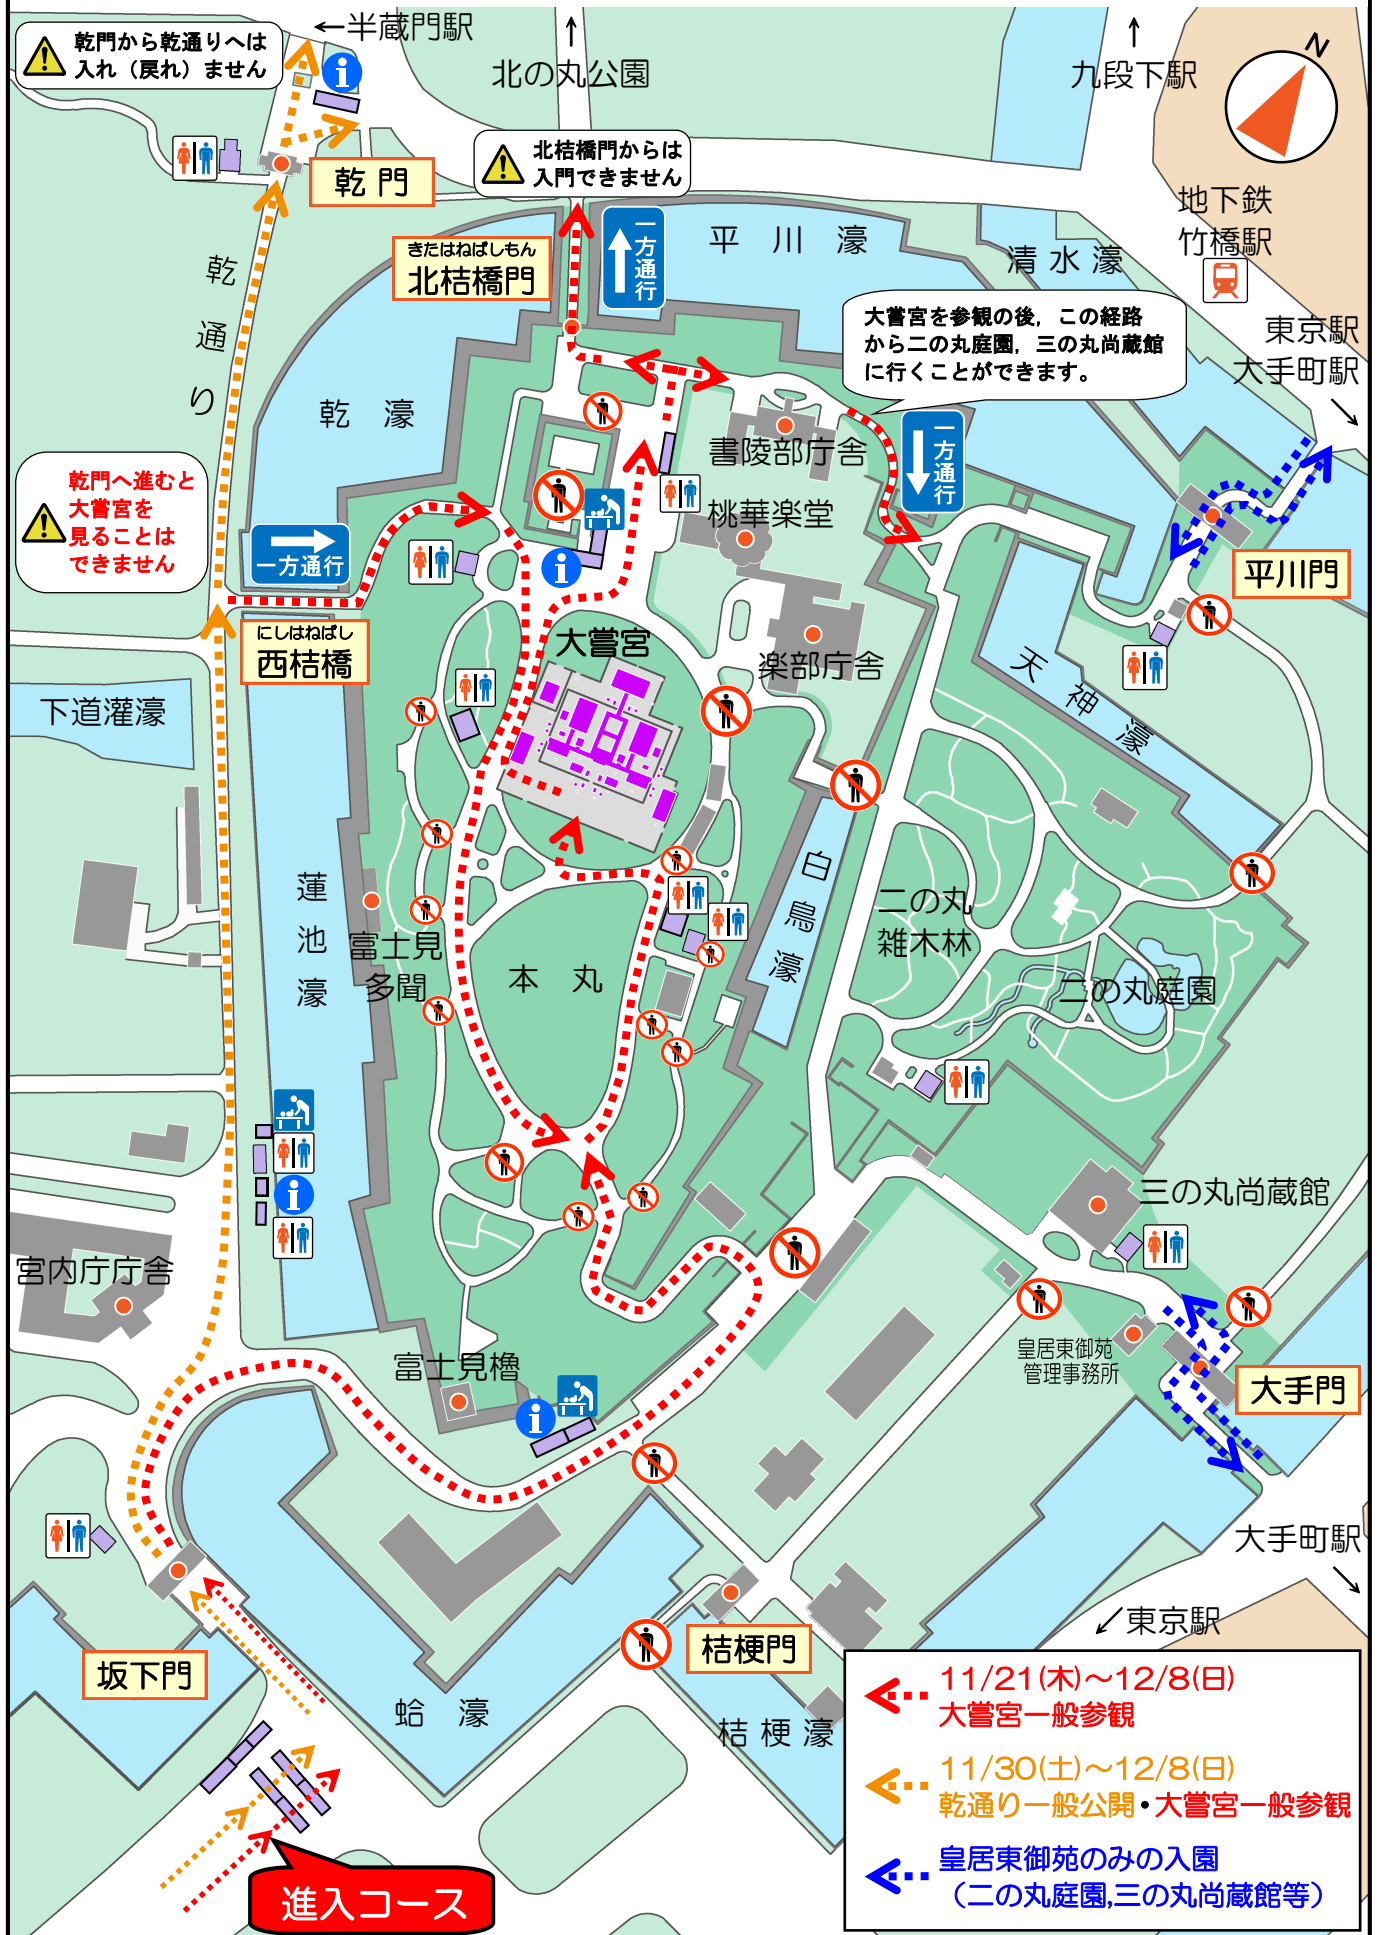 ←半蔵門駅
乾門から乾通りへは
入れ（戻れ）ません
↑
北の丸公園
↑
九段下駅
N
北桔橋門からは
入門できません
乾門
地下鉄
竹橋駅
一方通行
平川濠
清水濠
きたはねばしもん
北桔橋門
乾通り
大嘗宮を参観の後，この経路
から二の丸庭園，三の丸尚蔵館
に行くことができます。
東京駅
大手町駅
乾濠
書陵部庁舎
一方通行
乾門へ進むと
大嘗宮を
見ることは
できません
桃華楽堂
一方通行
平川門
にしはねばし
西桔橋
大嘗宮
楽部庁舎
天神濠
下道灌濠
蓮池濠
白鳥濠
二の丸
雑木林
富士見
多聞
本丸
二の丸庭園
三の丸尚蔵館
宮内庁庁舎
皇居東御苑
管理事務所
富士見櫓
大手門
大手町駅
東京駅
坂下門
桔梗門
蛤濠
桔梗濠
進入コース
11/21(木)～12/8(日)
大嘗宮一般参観
11/30(土)～12/8(日)
乾通り一般公開・大嘗宮一般参観
皇居東御苑のみの入園
（二の丸庭園,三の丸尚蔵館等）